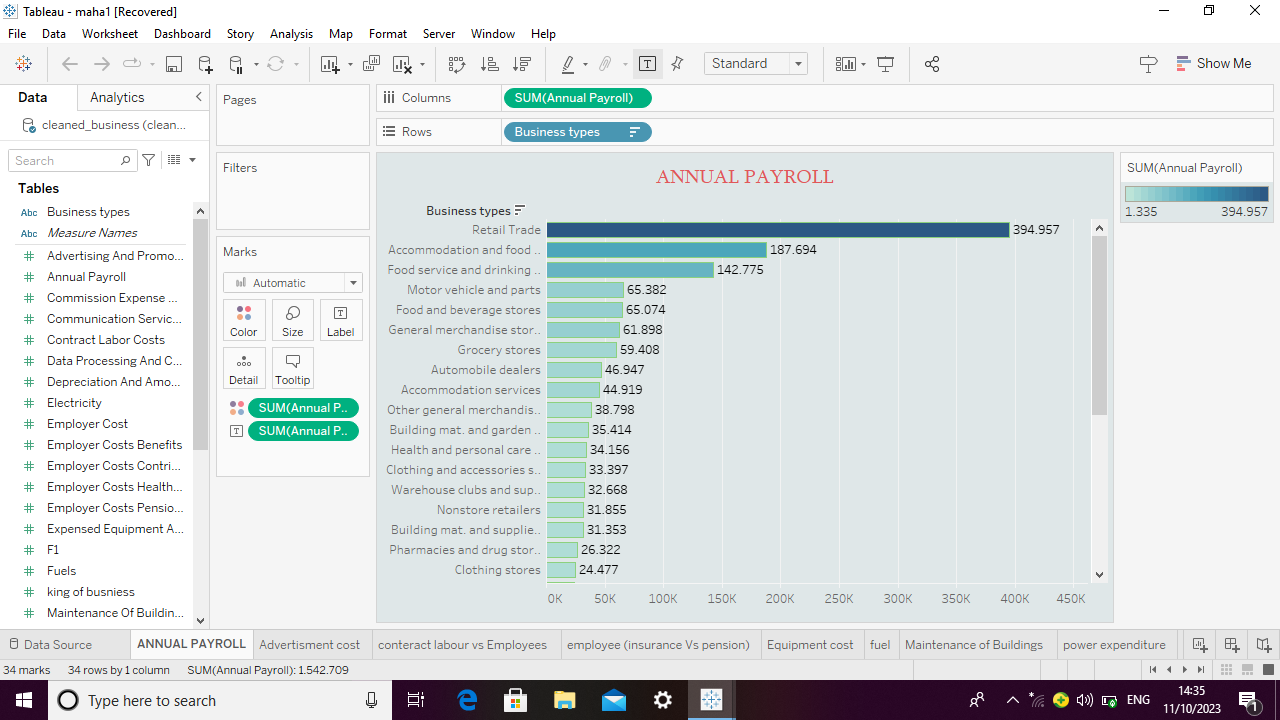 Tableau - maha1 [Recovered]
File Data Worksheet Dashboard Story Analysis Map Format Server Window Help
Standard
Show Me
Data Analytics
cleaned_business (clean...
Search
Tables
Abc Business types
Abc Measure Names
Advertising And Promo...
Annual Payroll
Commission Expense ...
Communication Servic...
Contract Labor Costs
Data Processing And C...
Depreciation And Amo...
Electricity
Employer Cost
Employer Costs Benefits
Employer Costs Contri...
Employer Costs Health...
Employer Costs Pensio...
Expensed Equipment A...
F1
Fuels
king of busniess
Maintenance Of Buildin...
Pages
Filters
Marks
Automatic
Color Size Label
Detail Tooltip
SUM(Annual P..
SUM(Annual P..
Columns SUM(Annual Payroll)
Rows Business types
ANNUAL PAYROLL
Business types
Retail Trade 394.957
Accommodation and food .. 187.694
Food service and drinking .. 142.775
Motor vehicle and parts 65.382
Food and beverage stores 65.074
General merchandise stor.. 61.898
Grocery stores 59.408
Automobile dealers 46.947
Accommodation services 44.919
Other general merchandis.. 38.798
Building mat. and garden .. 35.414
Health and personal care .. 34.156
Clothing and accessories s.. 33.397
Warehouse clubs and sup.. 32.668
Nonstore retailers 31.855
Building mat. and supplie.. 31.353
Pharmacies and drug stor.. 26.322
Clothing stores 24.477
0K 50K 100K 150K 200K 250K 300K 350K 400K 450K
SUM(Annual Payroll)
1.335 394.957
Data Source ANNUAL PAYROLL Advertisment cost conteract labour vs Employees employee (insurance Vs pension) Equipment cost fuel Maintenance of Buildings power expenditure
34 marks 34 rows by 1 column SUM(Annual Payroll): 1.542.709
Type here to search
ENG
14:35
11/10/2023
1